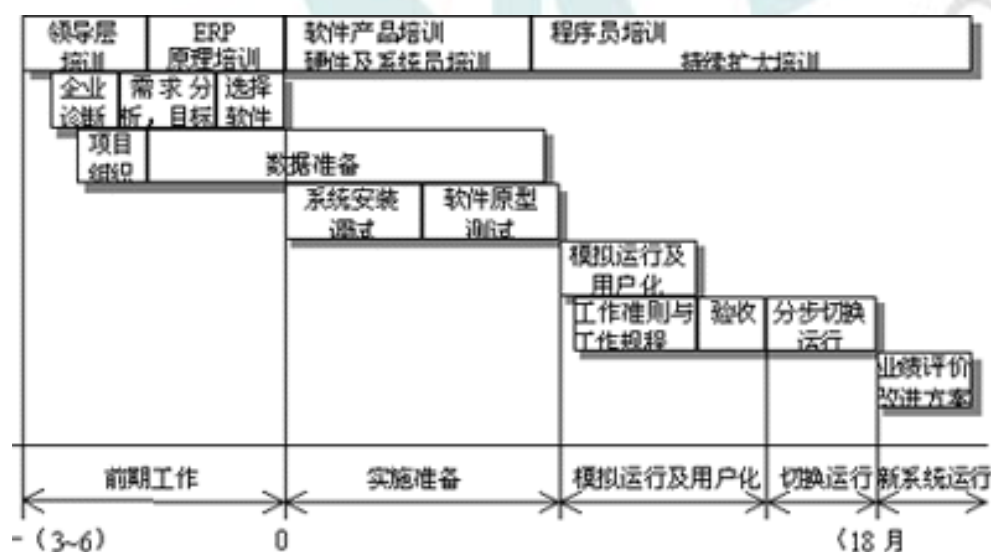 领导层
培训
ERP
原理培训
软件产品培训
硬件及系统员培训
程序员培训
持续扩大培训
企业
诊断
需求分
析,目标
选择
软件
项目
组织
数据准备
系统安装
调试
软件原型
测试
模拟运行及
用户化
工作准则与
工作规程
验收
分步切换
运行
业绩评价
改进方案
前期工作
实施准备
模拟运行及用户化
切换运行
新系统运行
-(3~6)
0
(18 月